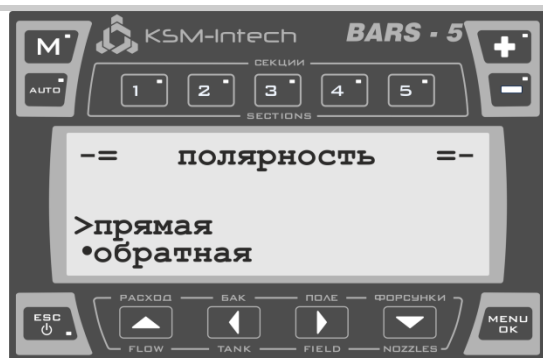 M
KSM-Intech
BARS - 5
+
AUTO
СЕКЦИИ
1 2 3 4 5
SECTIONS
-
-= полярность =-
>прямая
•обратная
ESC
РАСХОД БАК ПОЛЕ ФОРСУНКИ
FLOW TANK FIELD NOZZLES
MENU
OK